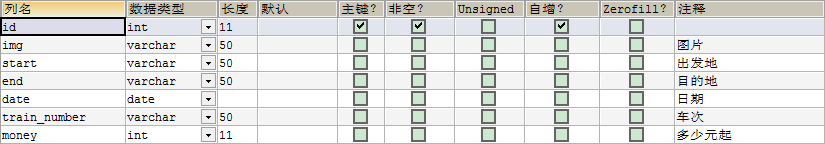 列名 数据类型 长度 默认 主键? 非空? Unsigned 自增? Zerofill? 注释
id int 11
img varchar 50 图片
start varchar 50 出发地
end varchar 50 目的地
date date 日期
train_number varchar 50 车次
money int 11 多少元起